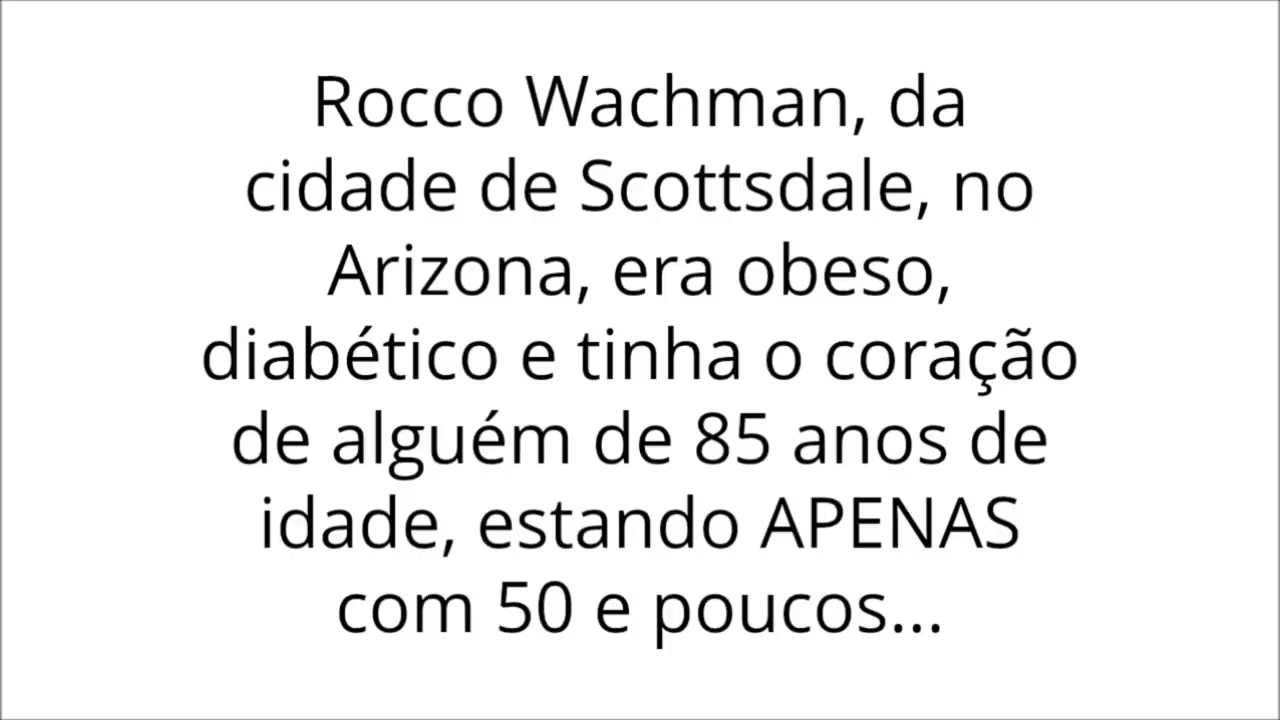 Rocco Wachman, da
cidade de Scottsdale, no
Arizona, era obeso,
diabético e tinha o coração
de alguém de 85 anos de
idade, estando APENAS
com 50 e poucos...